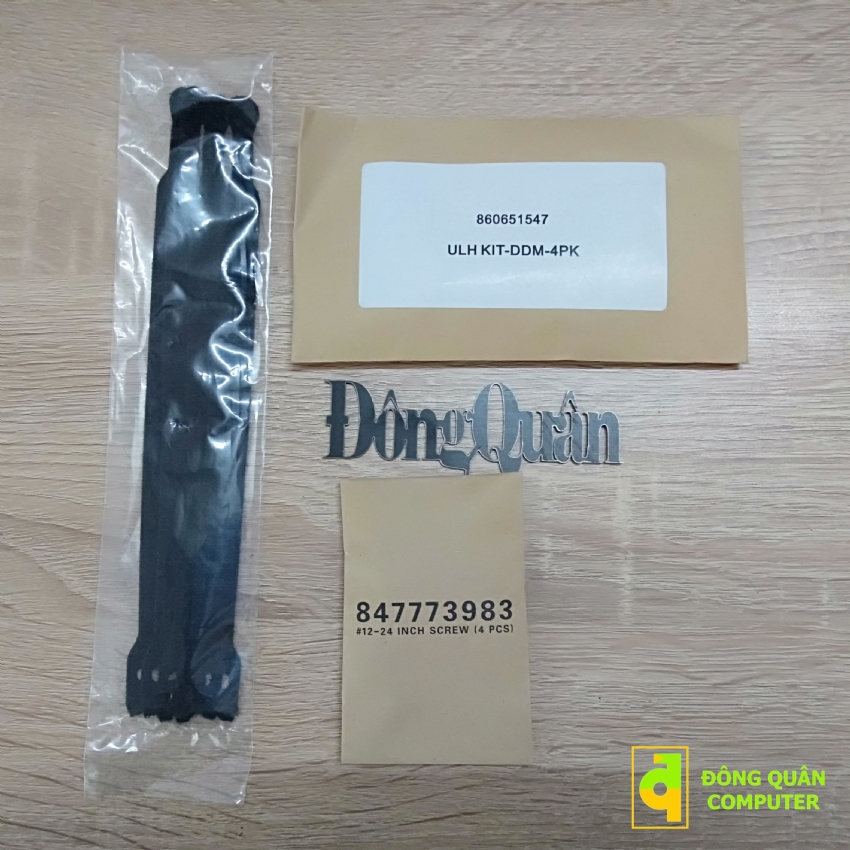 860651547
ULH KIT-DDM-4PK
ĐôngQuân
847773983
#12-24 INCH SCREW (4 PCS)
ĐÔNG QUÂN
COMPUTER